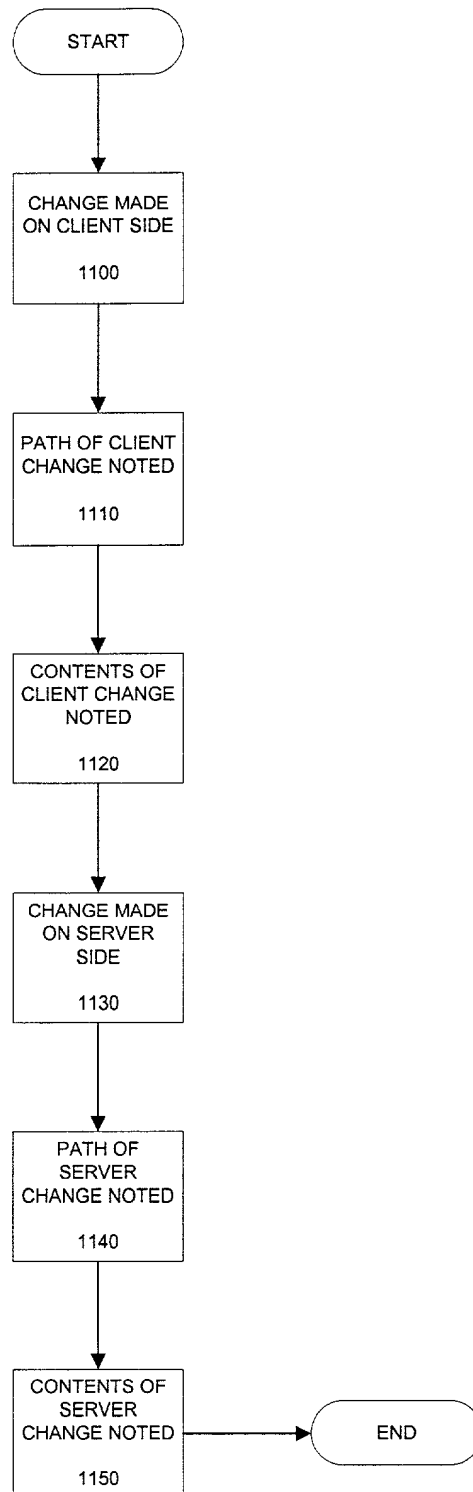 START
CHANGE MADE
ON CLIENT SIDE
1100
PATH OF CLIENT
CHANGE NOTED
1110
CONTENTS OF
CLIENT CHANGE
NOTED
1120
CHANGE MADE
ON SERVER
SIDE
1130
PATH OF
SERVER
CHANGE NOTED
1140
CONTENTS OF
SERVER
CHANGE NOTED
1150
END